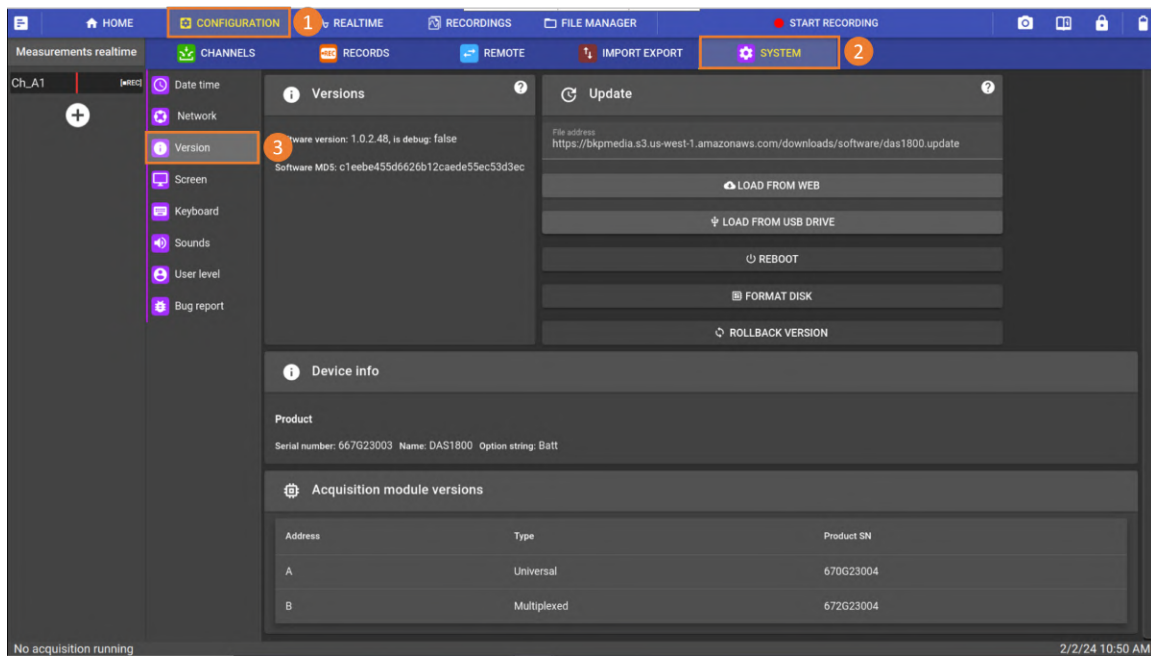 HOME
CONFIGURATION
1
REALTIME
RECORDINGS
FILE MANAGER
START RECORDING
Measurements realtime
CHANNELS
RECORDS
REMOTE
IMPORT EXPORT
SYSTEM
2
Ch_A1
[●REC]
Date time
Network
Version
3
Screen
Keyboard
Sounds
User level
Bug report
Versions
?
tware version: 1.0.2.48, is debug: false
Software MD5: c1eebe455d6626b12caede55ec53d3ec
Update
?
File address
https://bkpmedia.s3.us-west-1.amazonaws.com/downloads/software/das1800.update
LOAD FROM WEB
LOAD FROM USB DRIVE
REBOOT
FORMAT DISK
ROLLBACK VERSION
Device info
Product
Serial number: 667G23003 Name: DAS1800 Option string: Batt
Acquisition module versions
Address Type Product SN
A Universal 670G23004
B Multiplexed 672G23004
No acquisition running
2/2/24 10:50 AM